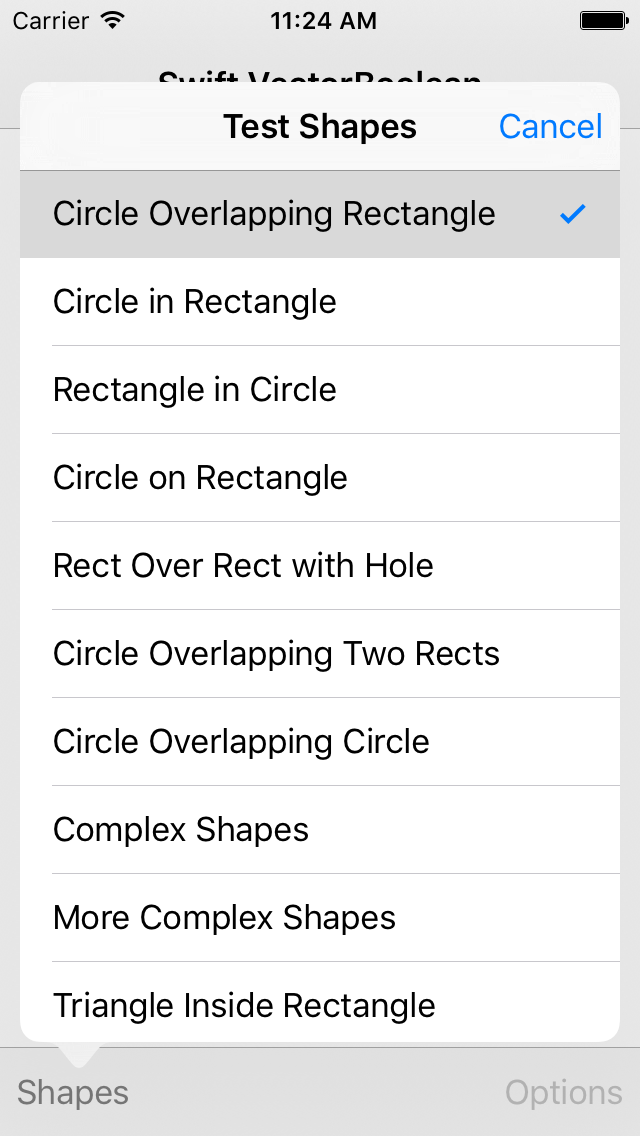 Carrier
11:24 AM
Swift VectorBoolean
Test Shapes
Cancel
Circle Overlapping Rectangle
Circle in Rectangle
Rectangle in Circle
Circle on Rectangle
Rect Over Rect with Hole
Circle Overlapping Two Rects
Circle Overlapping Circle
Complex Shapes
More Complex Shapes
Triangle Inside Rectangle
Shapes
Options